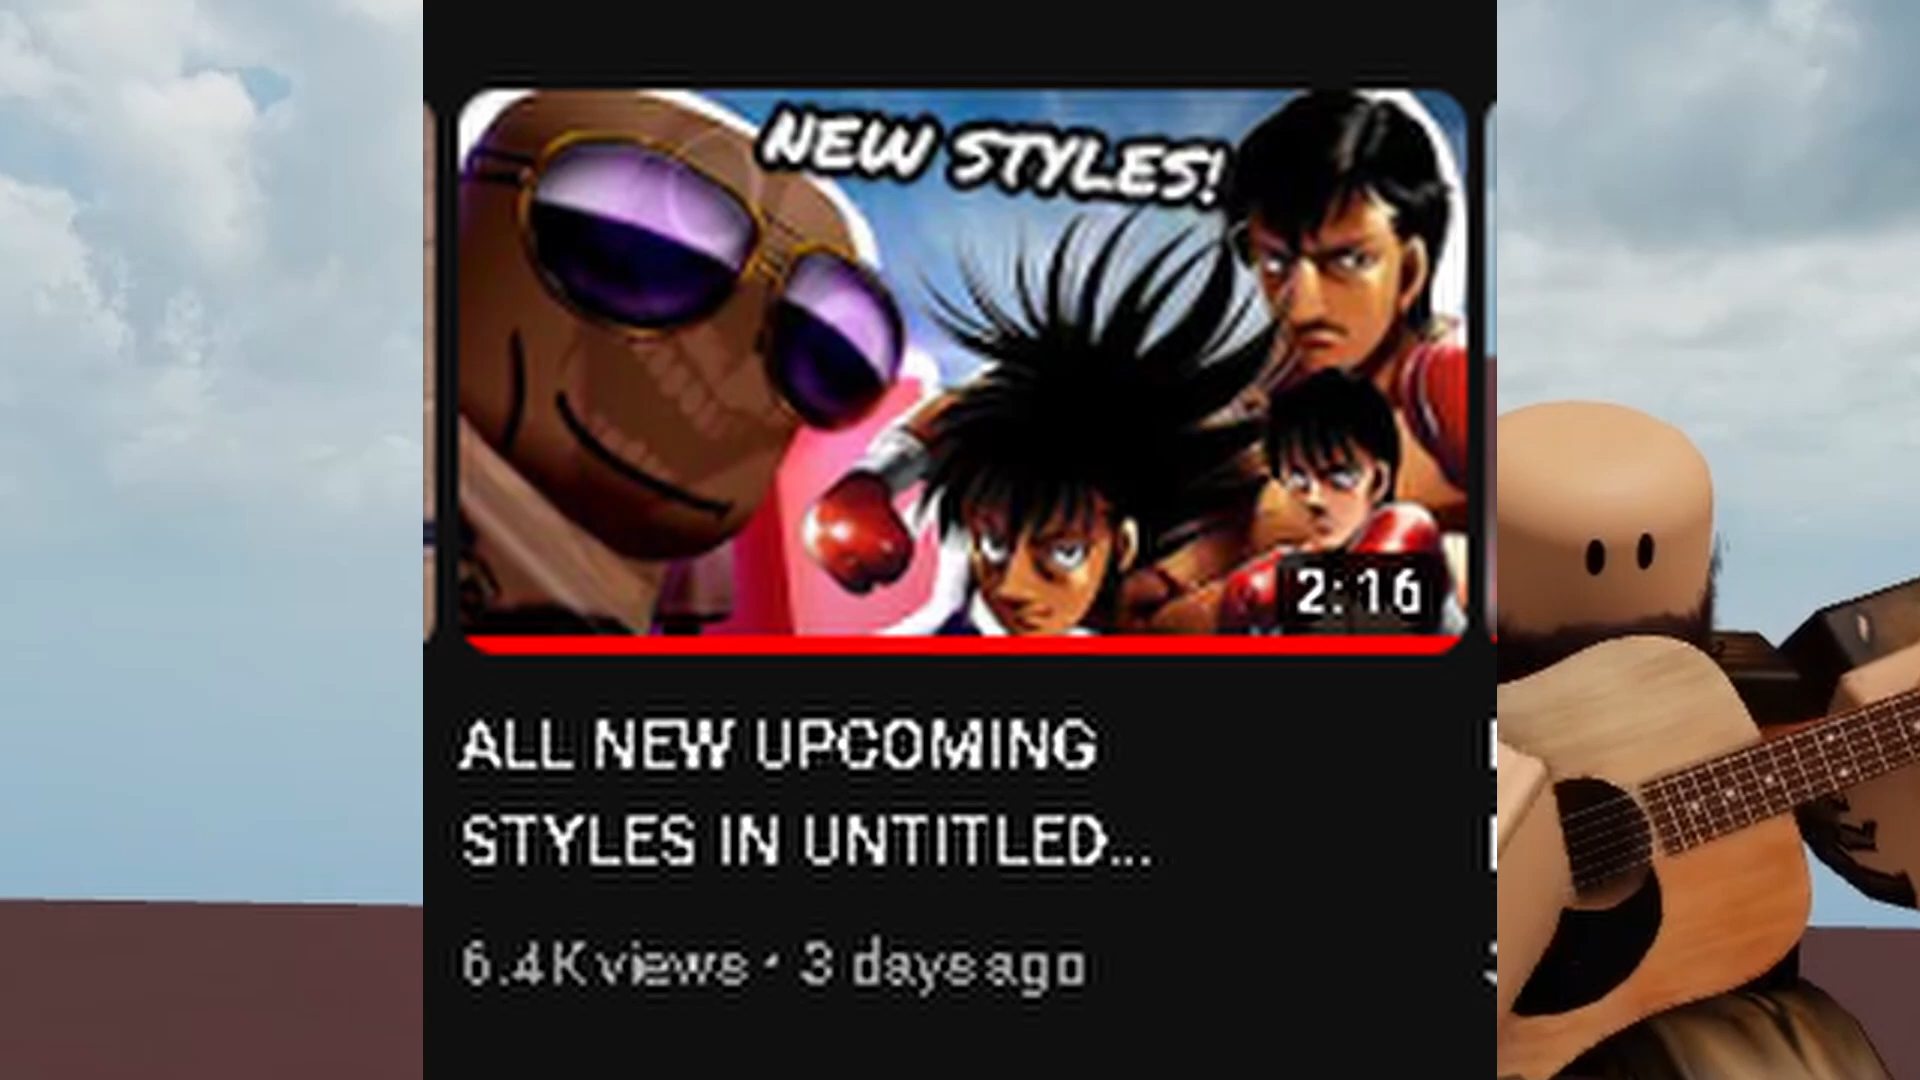 NEW STYLES!
2:16
ALL NEW UPCOMING
STYLES IN UNTITLED...
6.4K views • 3 days ago